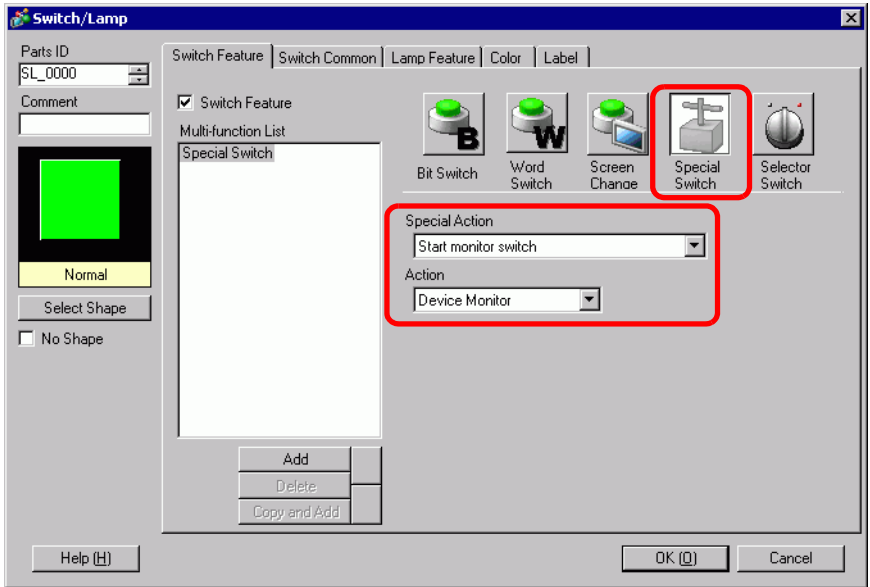 Switch/Lamp
Parts ID
SL_0000
Comment
Normal
Select Shape
No Shape
Switch Feature Switch Common Lamp Feature Color Label
Switch Feature
Multi-function List
Special Switch
Add
Delete
Copy and Add
B
Bit Switch
W
Word
Switch
Screen
Change
Special
Switch
Selector
Switch
Special Action
Start monitor switch
Action
Device Monitor
Help (H)
OK (O)
Cancel